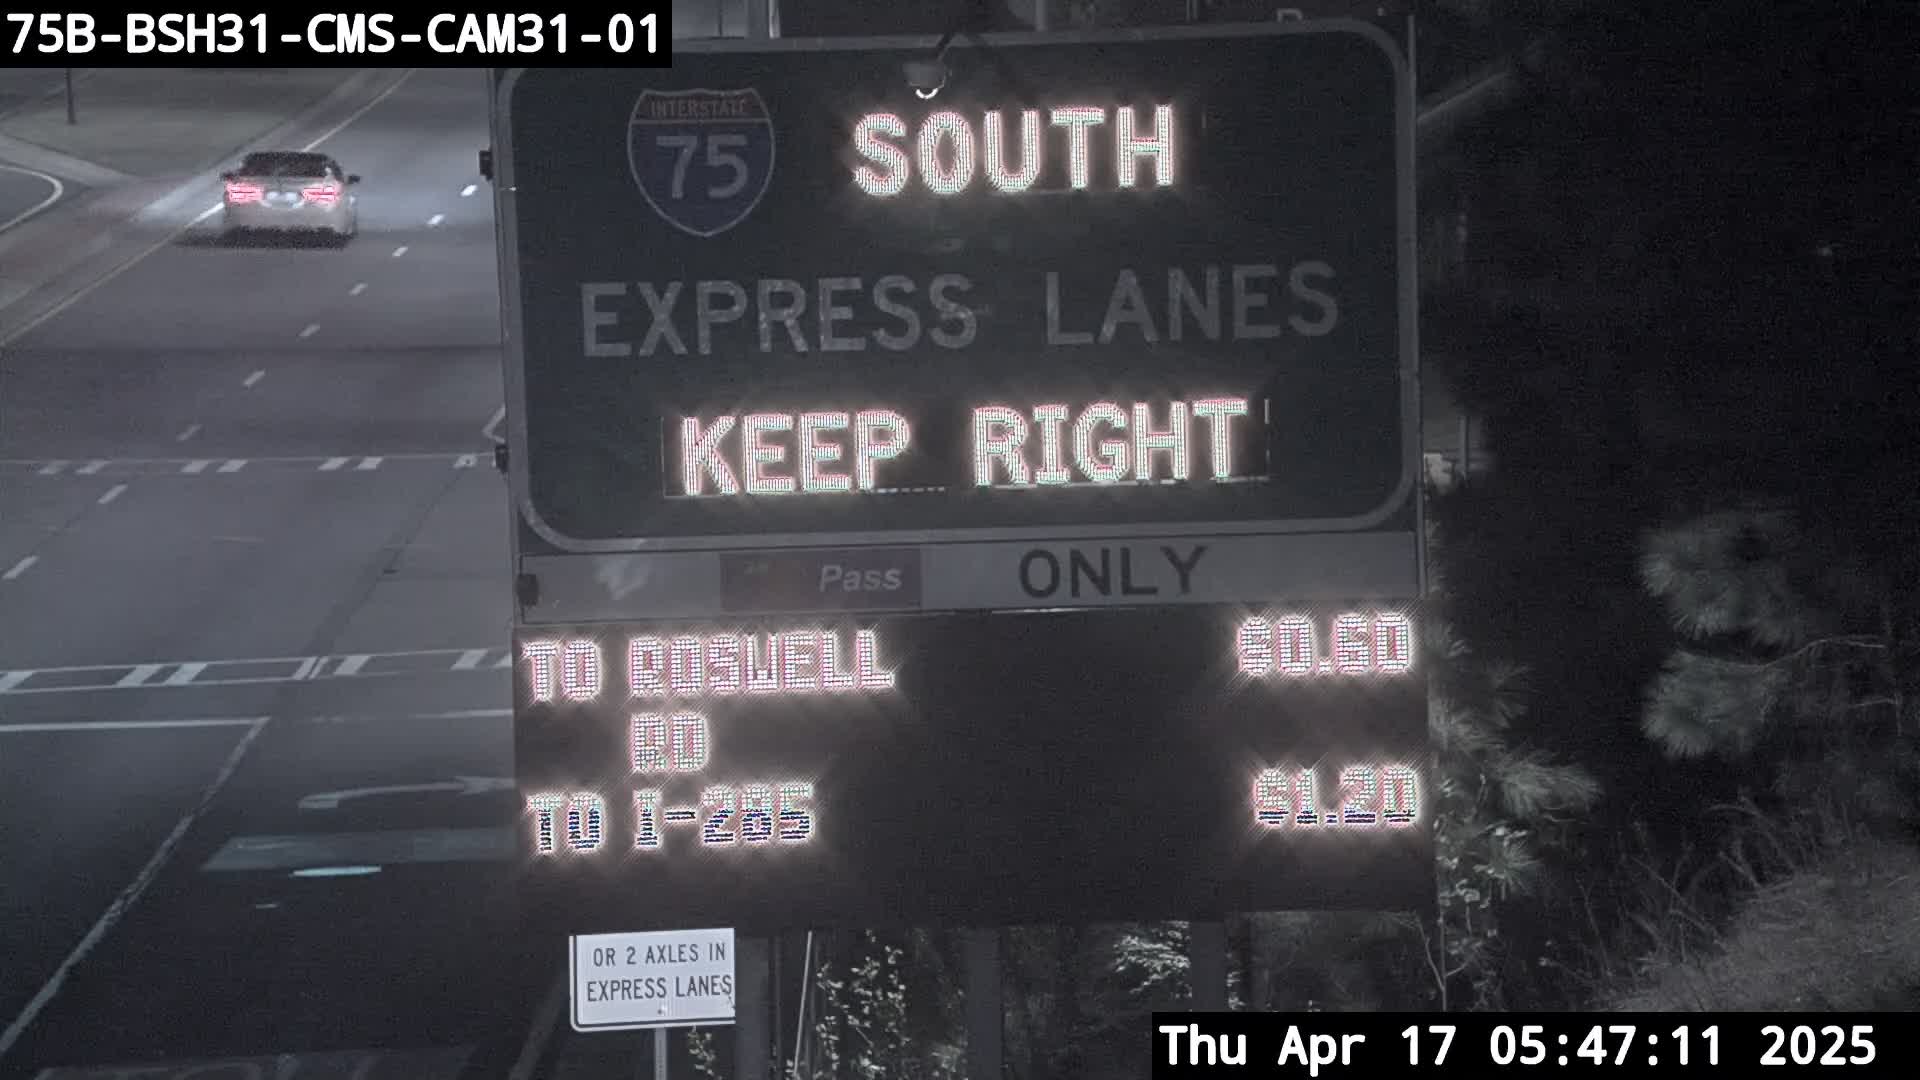 75B-BSH31-CMS-CAM31-01
INTERSTATE
75
SOUTH
EXPRESS LANES
KEEP RIGHT
Pass ONLY
TO ROSWELL $0.60
RD
TO I-285 $1.20
OR 2 AXLES IN
EXPRESS LANES
Thu Apr 17 05:47:11 2025